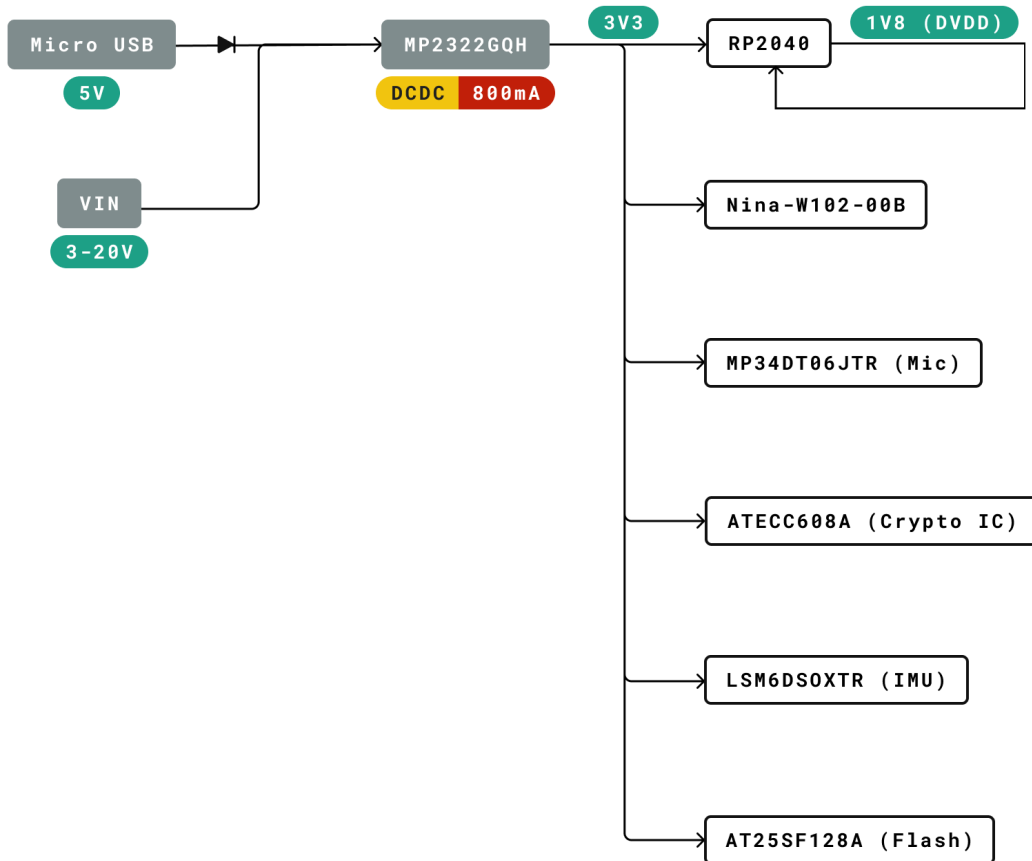 Micro USB
5V
MP2322GQH
DCDC 800mA
3V3
RP2040
1V8 (DVDD)
VIN
3-20V
Nina-W102-00B
MP34DT06JTR (Mic)
ATECC608A (Crypto IC)
LSM6DSOXTR (IMU)
AT25SF128A (Flash)